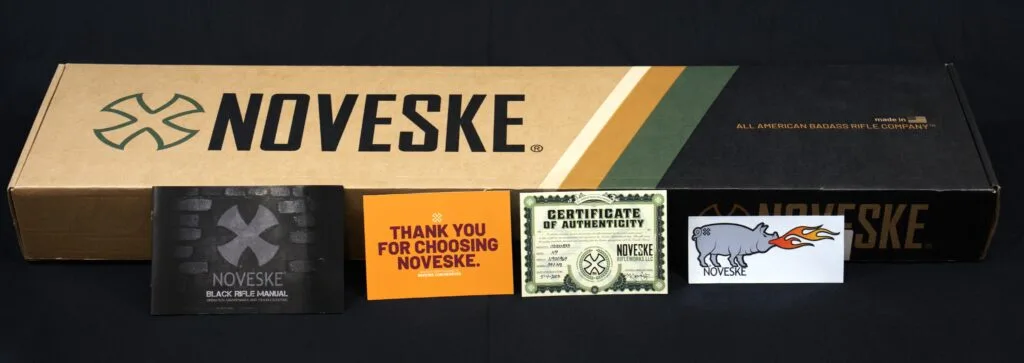 NOVESKE®
made in
ALL AMERICAN BADASS RIFLE COMPANY™
NOVESKE.
NOVESKE
BLACK RIFLE MANUAL
THANK YOU
FOR CHOOSING
NOVESKE.
CERTIFICATE
OF AUTHENTICITY
NOVESKE
RIFLEWORKS, LLC
NOVESKE